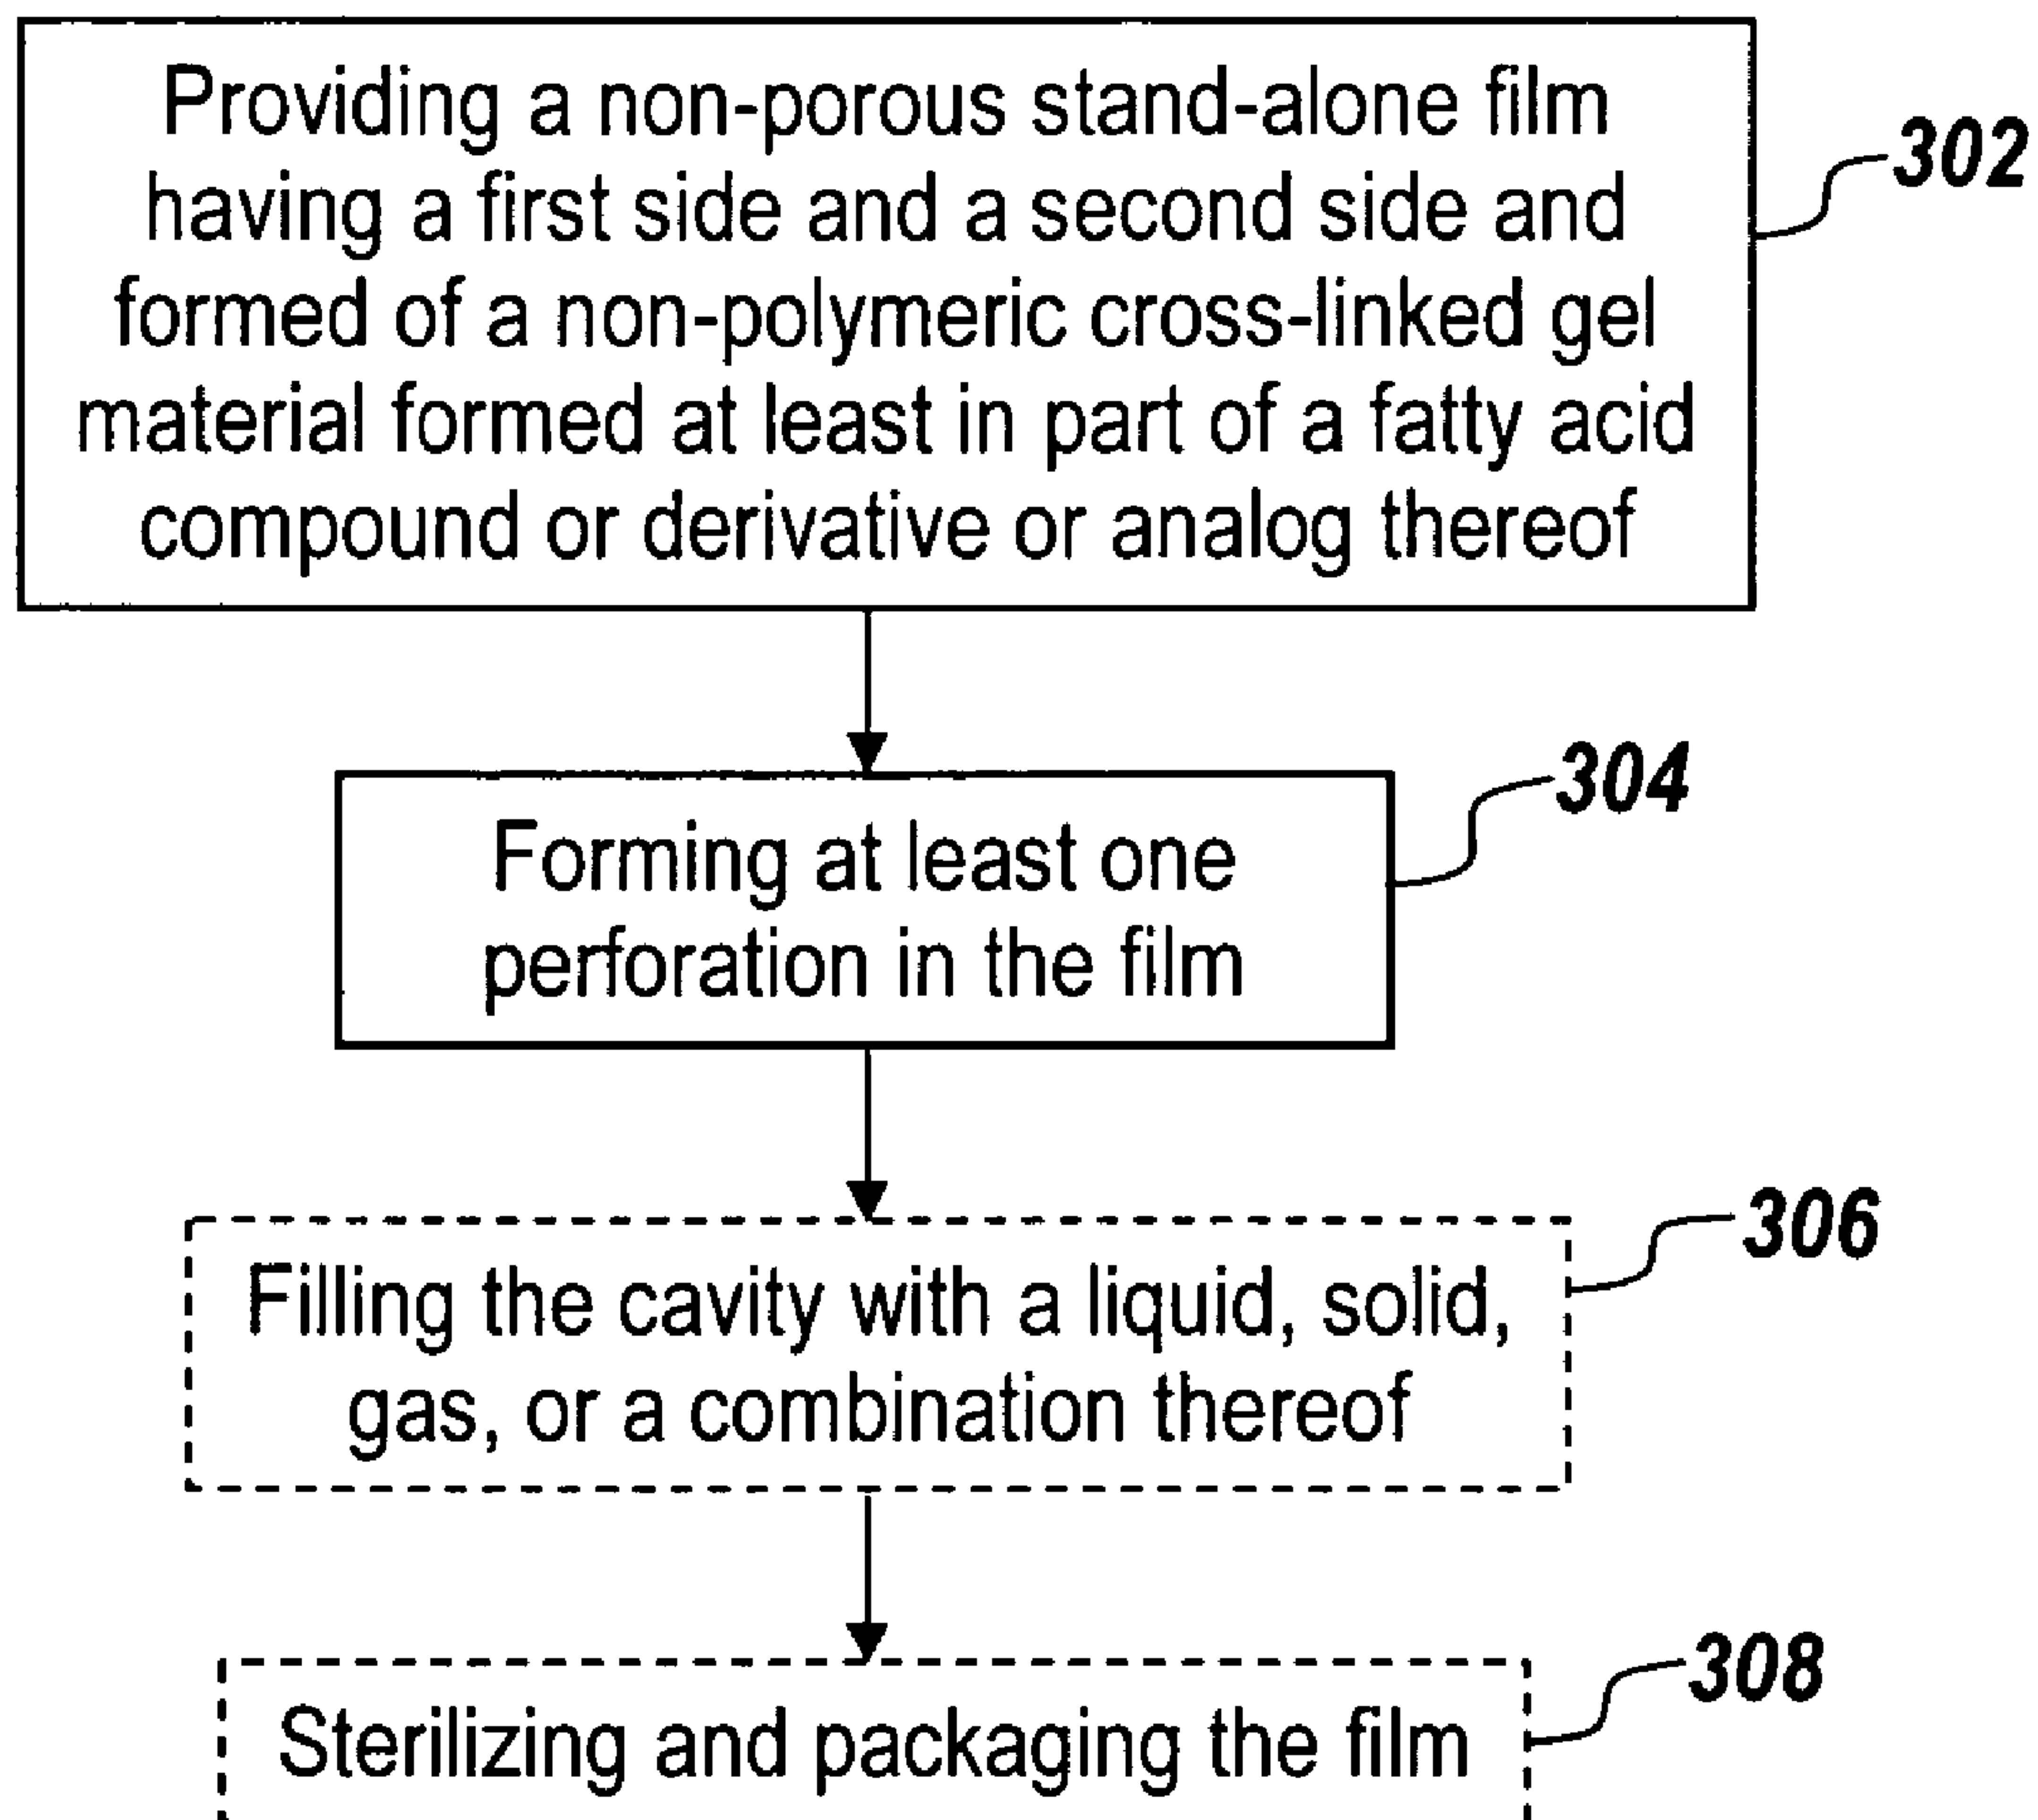 Providing a non-porous stand-alone film
having a first side and a second side and
formed of a non-polymeric cross-linked gel
material formed at least in part of a fatty acid
compound or derivative or analog thereof
302
304
Forming at least one
perforation in the film
306
Filling the cavity with a liquid, solid,
gas, or a combination thereof
308
Sterilizing and packaging the film